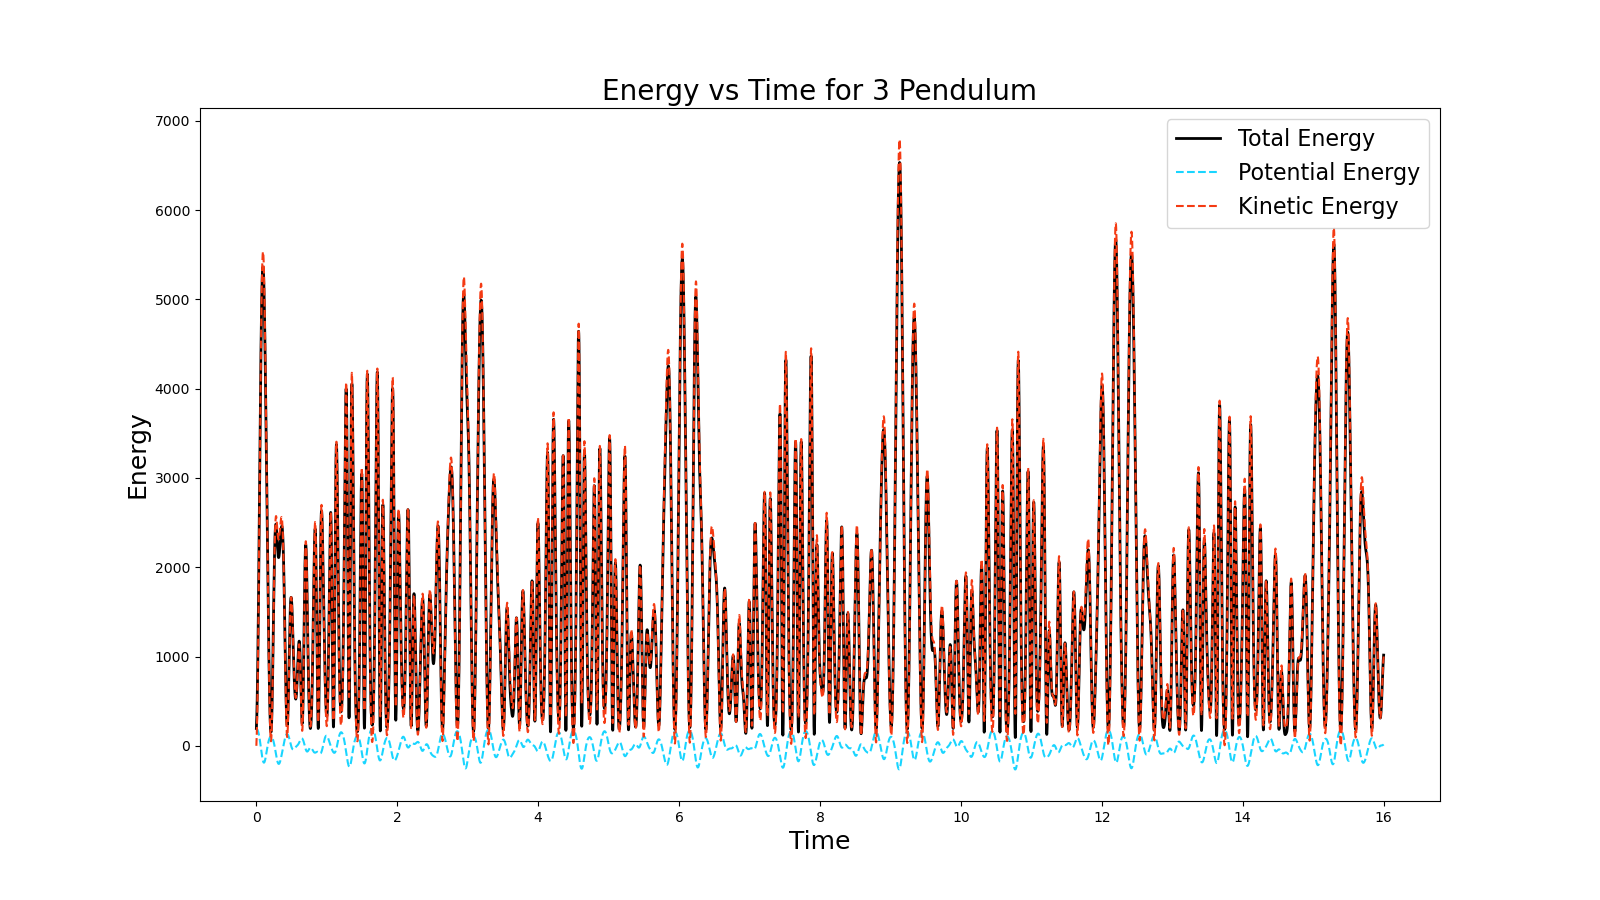 Energy vs Time for 3 Pendulum
7000
6000
5000
4000
3000
2000
1000
0
Energy
Total Energy
Potential Energy
Kinetic Energy
0 2 4 6 8 10 12 14 16
Time